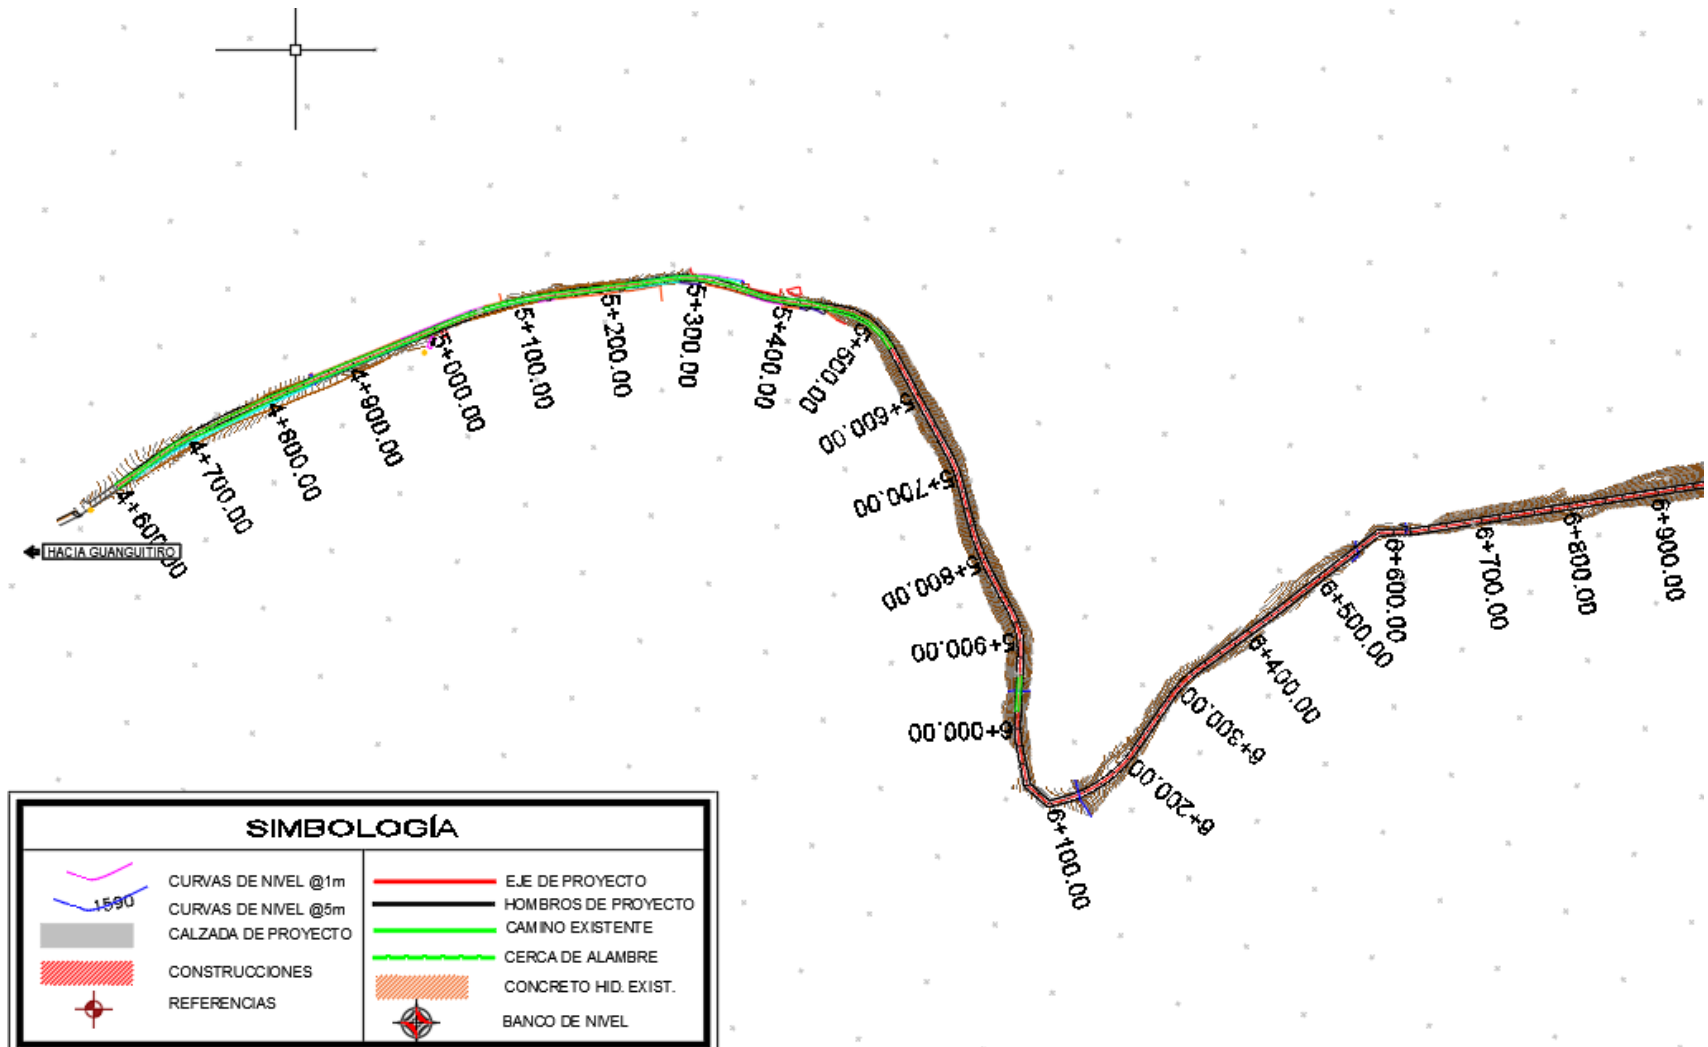 4+600.00
4+700.00
4+800.00
4+900.00
5+000.00
5+100.00
5+200.00
5+300.00
5+400.00
5+500.00
5+600.00
5+700.00
5+800.00
5+900.00
6+000.00
6+100.00
6+200.00
6+300.00
6+400.00
6+500.00
6+600.00
6+700.00
6+800.00
6+900.00
HACIA GUANGUITIRO
SIMBOLOGÍA
CURVAS DE NIVEL @1m
1590
CURVAS DE NIVEL @5m
CALZADA DE PROYECTO
CONSTRUCCIONES
REFERENCIAS
EJE DE PROYECTO
HOMBROS DE PROYECTO
CAMINO EXISTENTE
CERCA DE ALAMBRE
CONCRETO HID. EXIST.
BANCO DE NIVEL